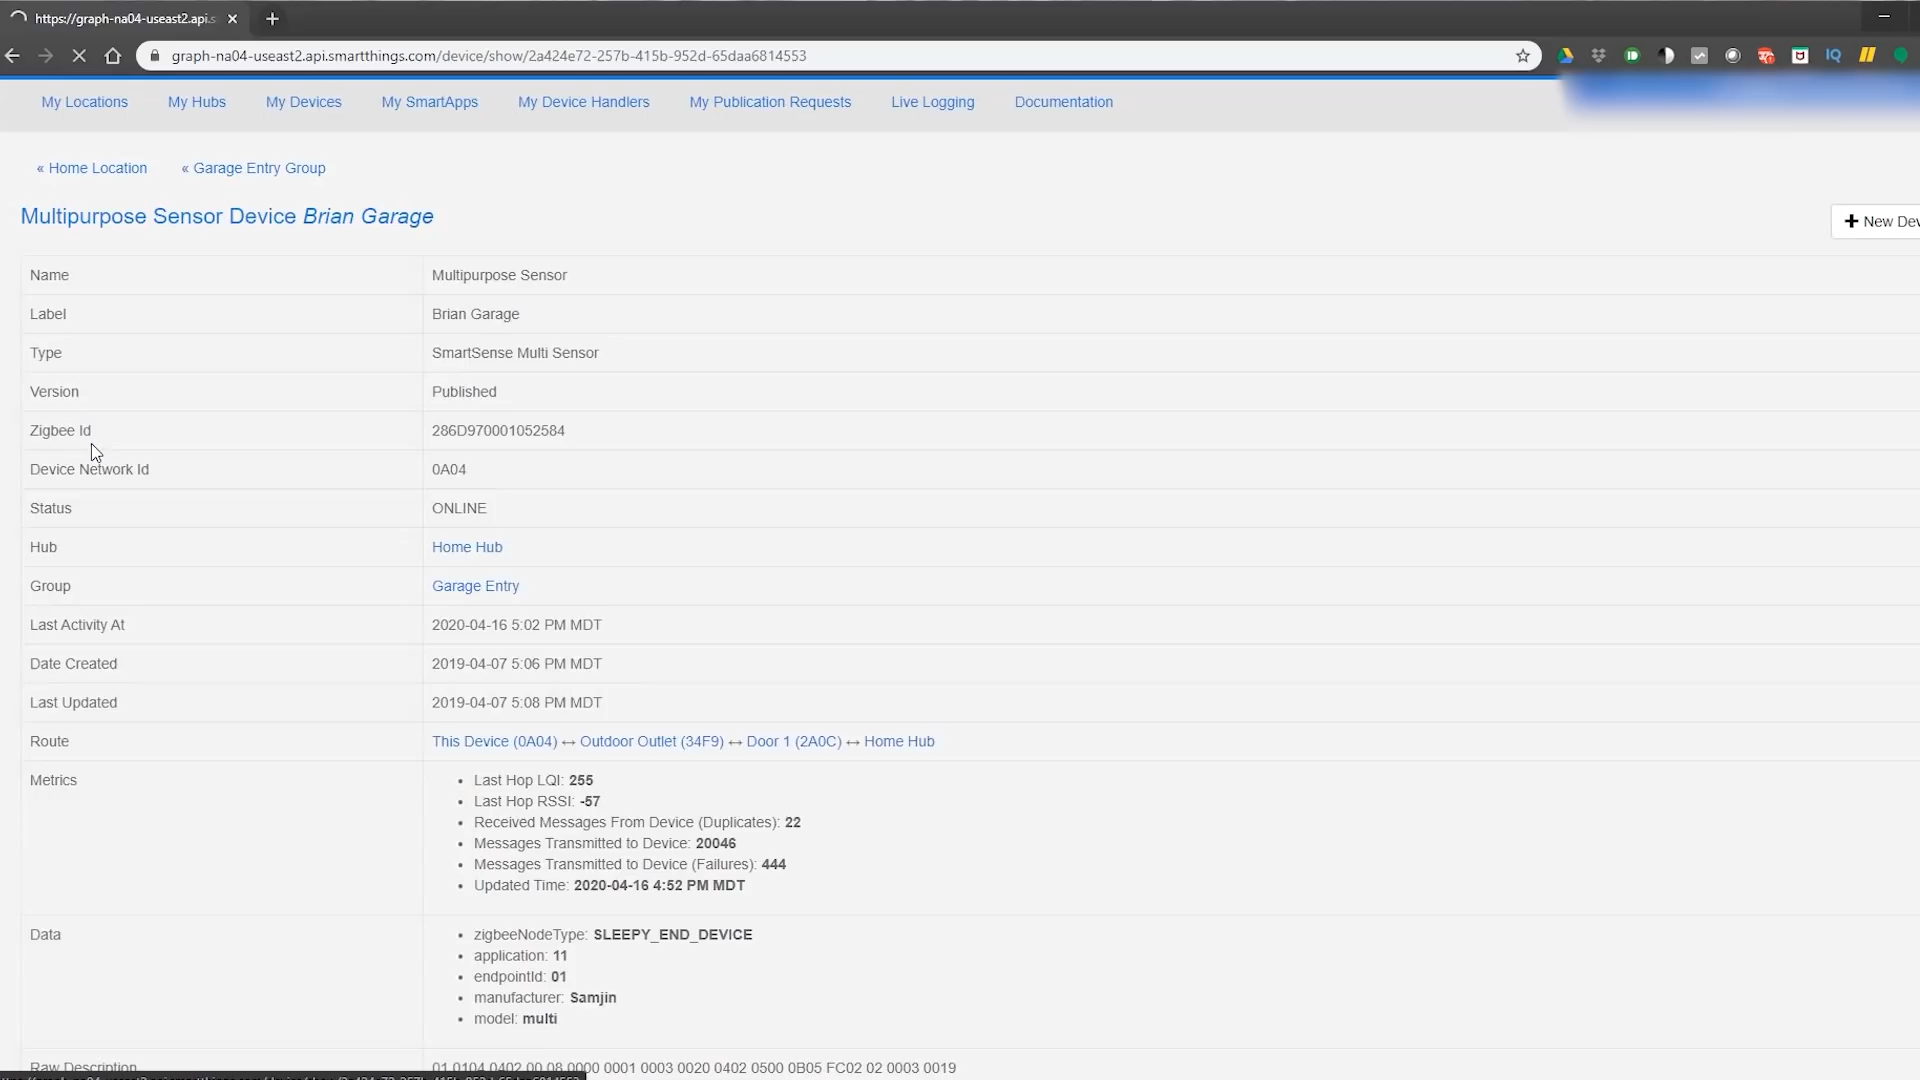 https://graph-na04-useast2.api.s
graph-na04-useast2.api.smartthings.com/device/show/2a424e72-257b-415b-952d-65daa6814553
My Locations My Hubs My Devices My SmartApps My Device Handlers My Publication Requests Live Logging Documentation
« Home Location « Garage Entry Group
Multipurpose Sensor Device Brian Garage
+ New Dev
Name Multipurpose Sensor
Label Brian Garage
Type SmartSense Multi Sensor
Version Published
Zigbee Id 286D970001052584
Device Network Id 0A04
Status ONLINE
Hub Home Hub
Group Garage Entry
Last Activity At 2020-04-16 5:02 PM MDT
Date Created 2019-04-07 5:06 PM MDT
Last Updated 2019-04-07 5:08 PM MDT
Route This Device (0A04) ↔ Outdoor Outlet (34F9) ↔ Door 1 (2A0C) ↔ Home Hub
Metrics • Last Hop LQI: 255
• Last Hop RSSI: -57
• Received Messages From Device (Duplicates): 22
• Messages Transmitted to Device: 20046
• Messages Transmitted to Device (Failures): 444
• Updated Time: 2020-04-16 4:52 PM MDT
Data • zigbeeNodeType: SLEEPY_END_DEVICE
• application: 11
• endpointId: 01
• manufacturer: Samjin
• model: multi
Raw Description 01 0104 0402 00 08 0000 0001 0003 0020 0402 0500 0B05 FC02 02 0003 0019